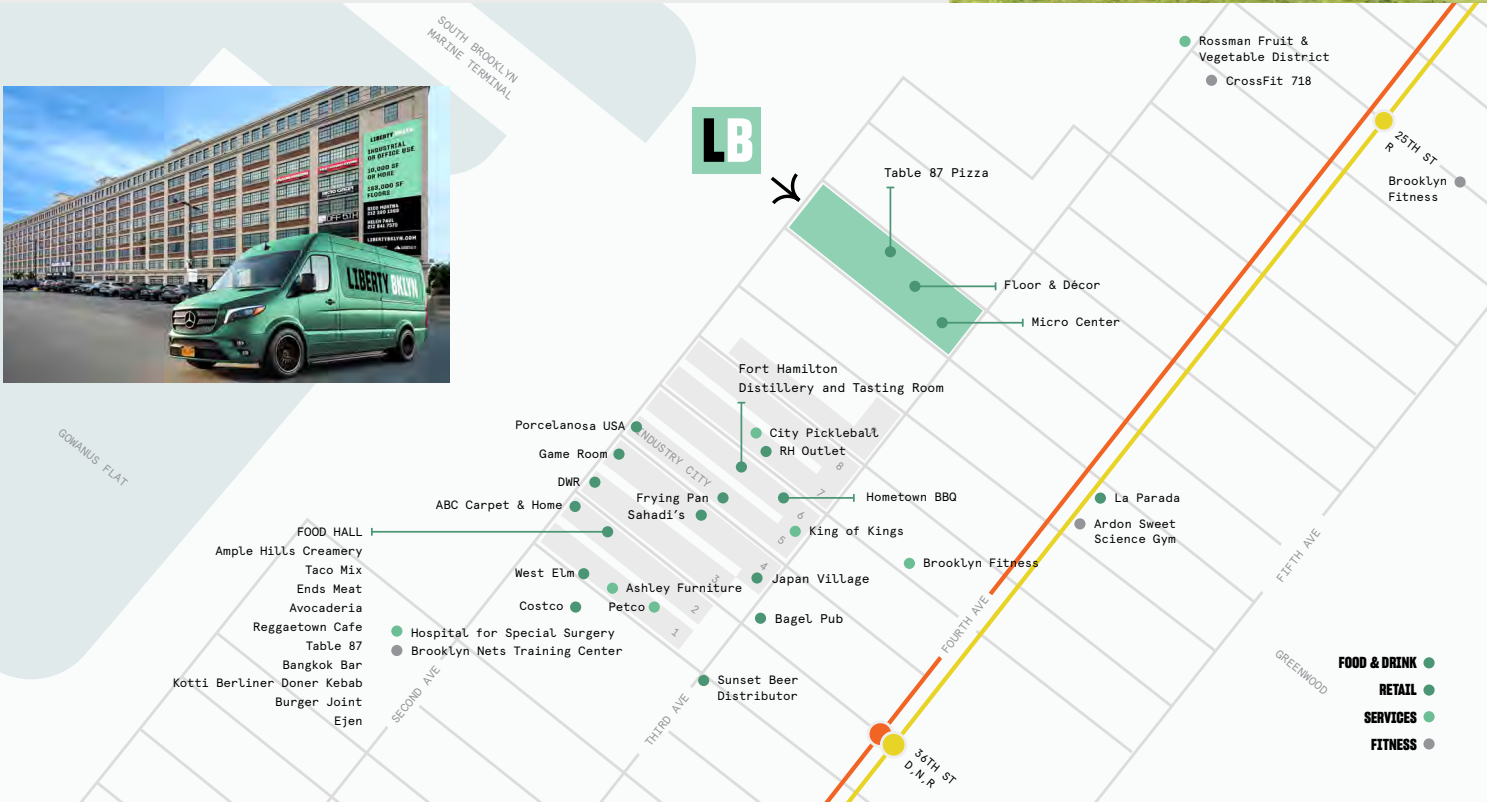 SOUTH BROOKLYN
MARINE TERMINAL
Rossman Fruit &
Vegetable District
CrossFit 718
25TH ST
R
Brooklyn
Fitness
LB
Table 87 Pizza
Floor & Décor
Micro Center
LIBERTY BKLYN
INDUSTRIAL
OR OFFICE USE
10,000 SF
OR MORE
LIBERTYBKLYN.COM
LIBERTY BKLYN
GOWANUS FLAT
Fort Hamilton
Distillery and Tasting Room
Porcelanosa USA
Game Room
DWR
ABC Carpet & Home
INDUSTRY CITY
City Pickleball
RH Outlet
Frying Pan
Sahadi’s
Hometown BBQ
King of Kings
8
7
6
5
4
3
2
1
La Parada
Ardon Sweet
Science Gym
Brooklyn Fitness
FOOD HALL
Ample Hills Creamery
Taco Mix
Ends Meat
Avocaderia
Reggaetown Cafe
Table 87
Bangkok Bar
Kotti Berliner Doner Kebab
Burger Joint
Ejen
West Elm
Ashley Furniture
Costco
Petco
Japan Village
Bagel Pub
Hospital for Special Surgery
Brooklyn Nets Training Center
Sunset Beer
Distributor
SECOND AVE
THIRD AVE
FOURTH AVE
FIFTH AVE
GREENWOOD
36TH ST
D,N,R
FOOD & DRINK
RETAIL
SERVICES
FITNESS